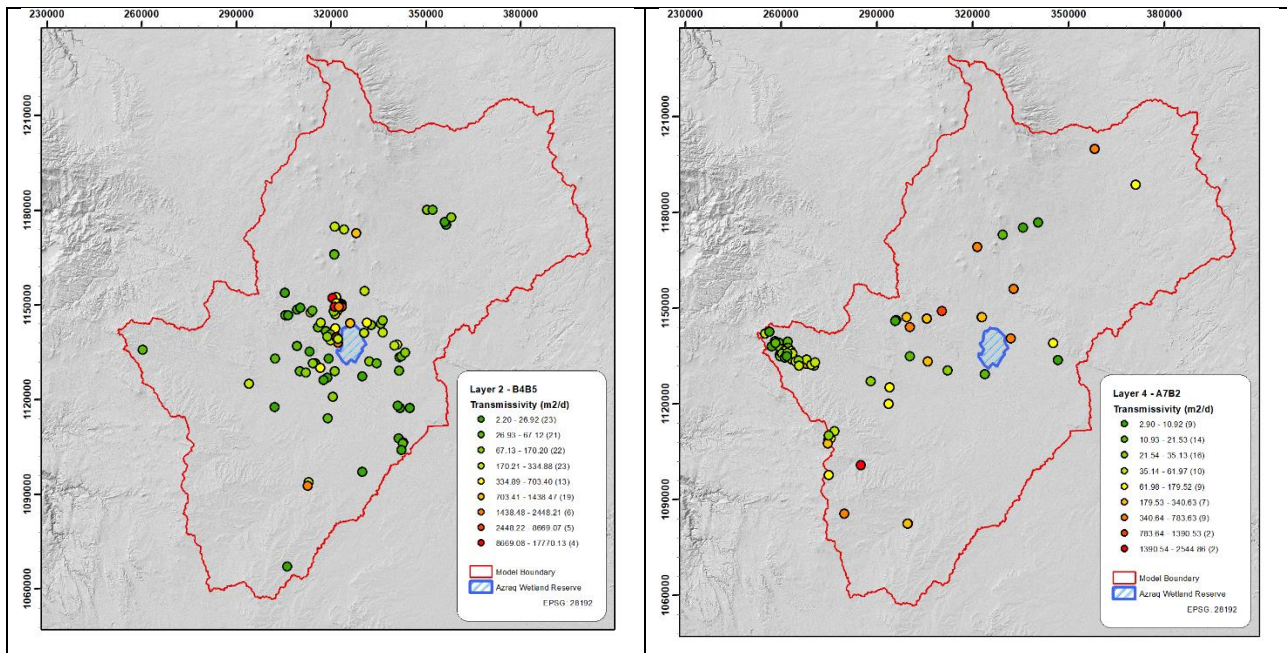 230000 260000 290000 320000 350000 380000
1210000
1180000
1150000
1120000
1090000
1060000
Layer 2 - B4B5
Transmissivity (m2/d)
2.20 - 26.92 (23)
26.93 - 67.12 (21)
67.13 - 170.20 (22)
170.21 - 334.88 (23)
334.89 - 703.40 (13)
703.41 - 1438.47 (19)
1438.48 - 2448.21 (6)
2448.22 - 8669.07 (5)
8669.08 - 17770.13 (4)
Model Boundary
Azraq Wetland Reserve
EPSG: 28192
230000 260000 290000 320000 350000 380000
1210000
1180000
1150000
1120000
1090000
1060000
Layer 4 - A7B2
Transmissivity (m2/d)
2.90 - 10.92 (9)
10.93 - 21.53 (14)
21.54 - 35.13 (16)
35.14 - 61.97 (10)
61.98 - 179.52 (9)
179.53 - 340.63 (7)
340.64 - 783.63 (9)
783.64 - 1390.53 (2)
1390.54 - 2544.86 (2)
Model Boundary
Azraq Wetland Reserve
EPSG: 28192